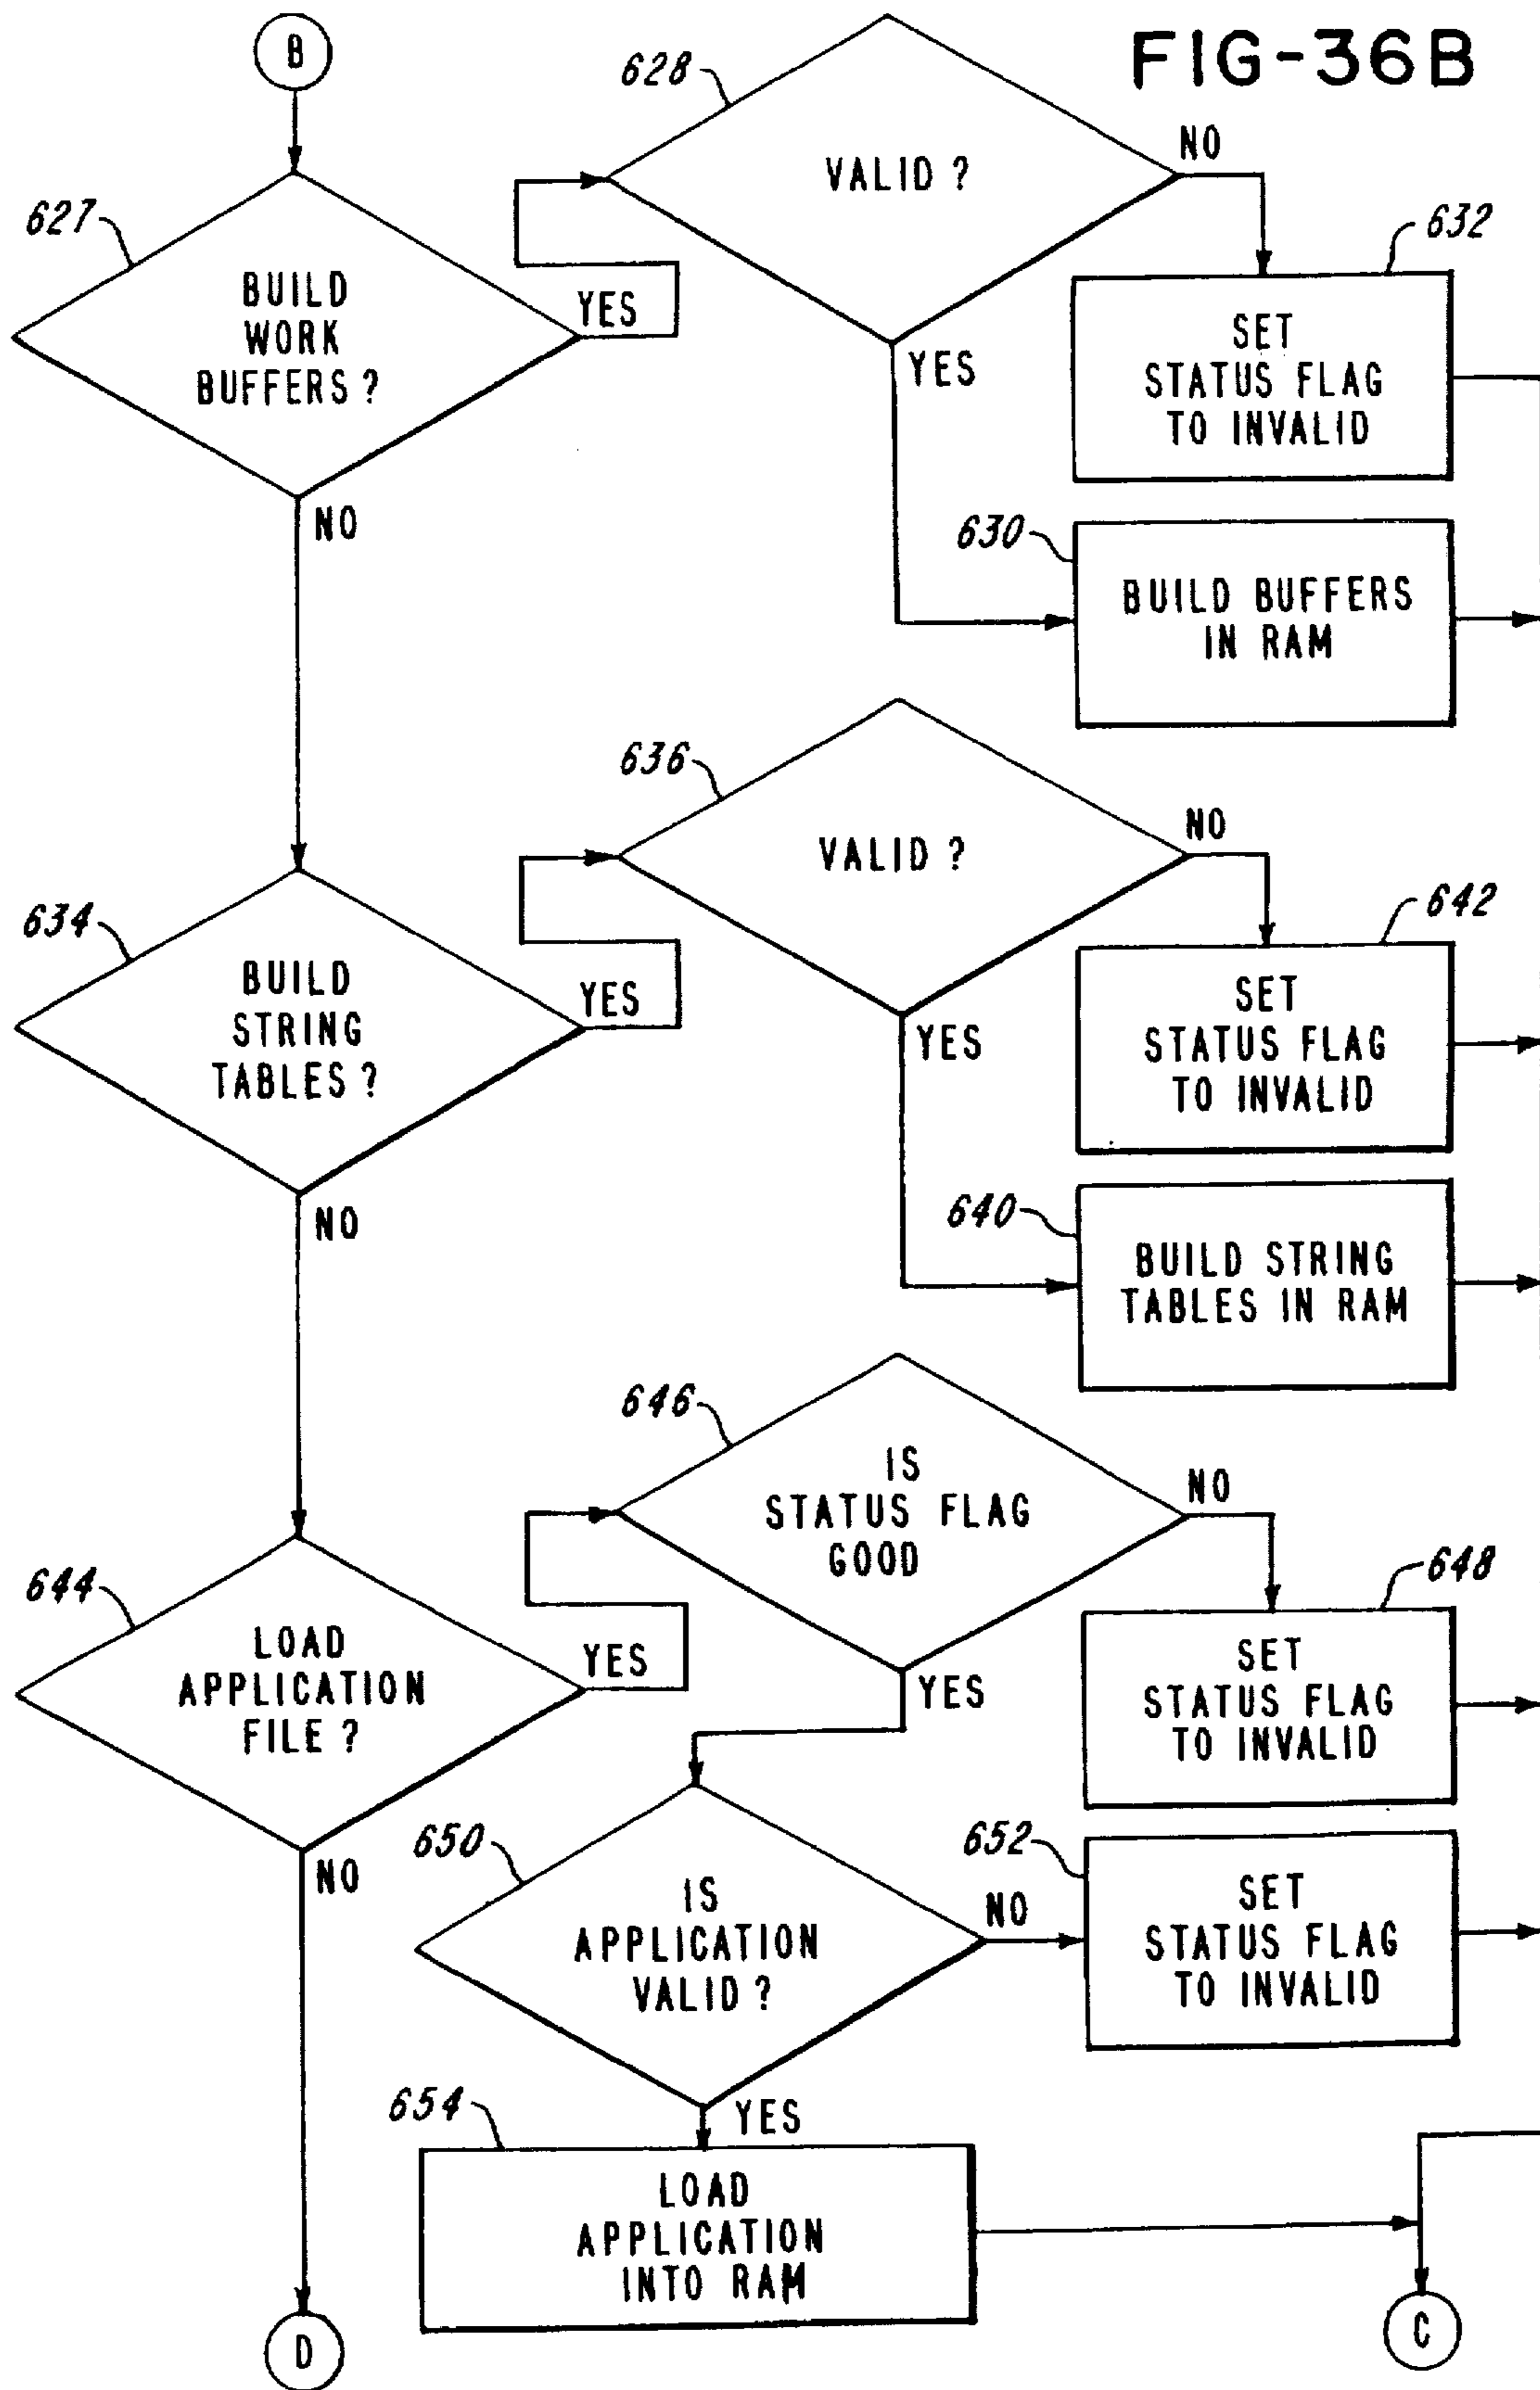 FIG-36B
B
628
VALID ?
NO
627
BUILD
WORK
BUFFERS ?
YES
632
SET
STATUS FLAG
TO INVALID
YES
NO
630
BUILD BUFFERS
IN RAM
636
VALID ?
NO
634
BUILD
STRING
TABLES ?
YES
642
SET
STATUS FLAG
TO INVALID
YES
NO
640
BUILD STRING
TABLES IN RAM
646
IS
STATUS FLAG
GOOD
NO
644
LOAD
APPLICATION
FILE ?
YES
648
SET
STATUS FLAG
TO INVALID
YES
NO
650
IS
APPLICATION
VALID ?
NO
652
SET
STATUS FLAG
TO INVALID
YES
654
LOAD
APPLICATION
INTO RAM
D
C